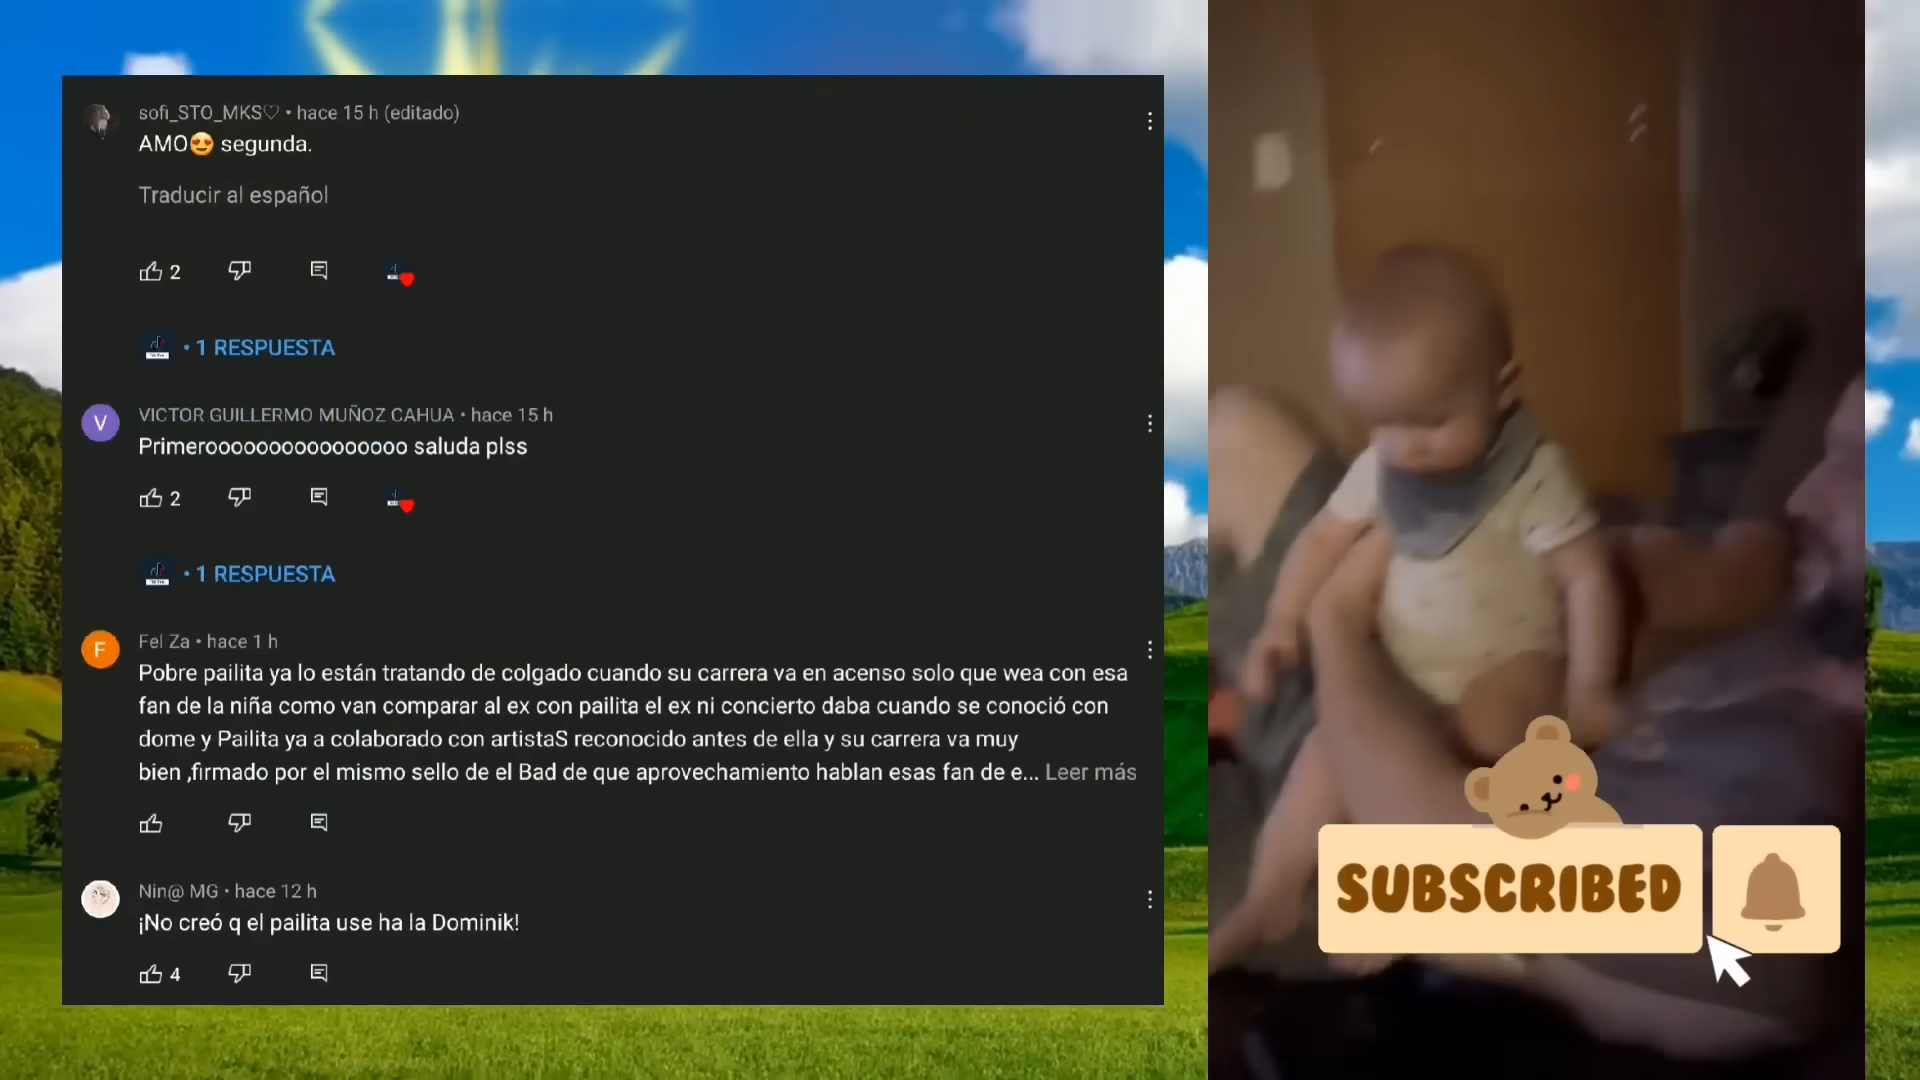 sofi_STO_MKS♡ • hace 15 h (editado)
AMO😍 segunda.
Traducir al español
2
• 1 RESPUESTA
V
VICTOR GUILLERMO MUÑOZ CAHUA • hace 15 h
Primeroooooooooooooooo saluda plss
2
• 1 RESPUESTA
F
Fel Za • hace 1 h
Pobre pailita ya lo están tratando de colgado cuando su carrera va en acenso solo que wea con esa
fan de la niña como van comparar al ex con pailita el ex ni concierto daba cuando se conoció con
dome y Pailita ya a colaborado con artistaS reconocido antes de ella y su carrera va muy
bien ,firmado por el mismo sello de el Bad de que aprovechamiento hablan esas fan de e... Leer más
Nin@ MG • hace 12 h
¡No creó q el pailita use ha la Dominik!
4
SUBSCRIBED